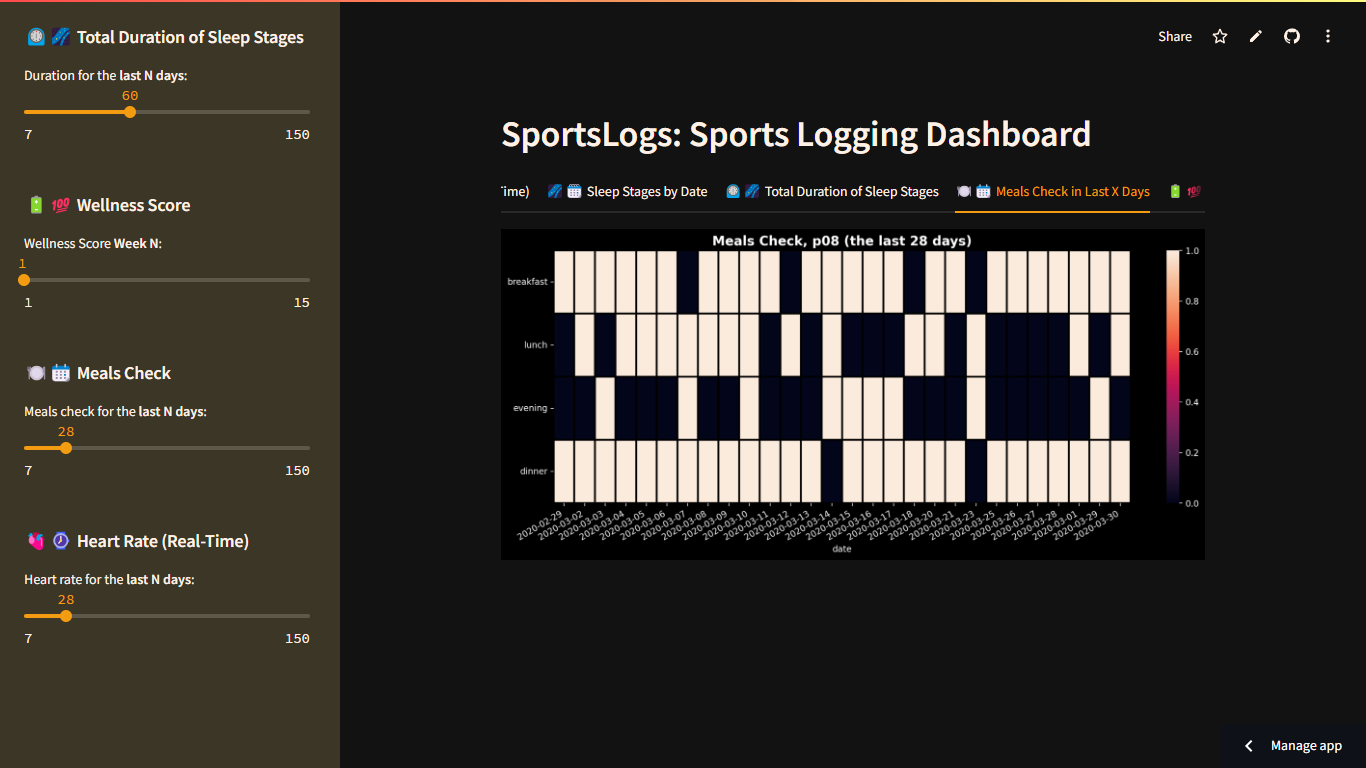 Total Duration of Sleep Stages
Duration for the last N days:
60
7 150
Wellness Score
Wellness Score Week N:
1
1 15
Meals Check
Meals check for the last N days:
28
7 150
Heart Rate (Real-Time)
Heart rate for the last N days:
28
7 150
Share
SportsLogs: Sports Logging Dashboard
Time) Sleep Stages by Date Total Duration of Sleep Stages Meals Check in Last X Days
Meals Check, p08 (the last 28 days)
breakfast
lunch
evening
dinner
1.0
0.8
0.6
0.4
0.2
0.0
2020-02-29 2020-03-02 2020-03-03 2020-03-04 2020-03-05 2020-03-06 2020-03-07 2020-03-08 2020-03-09 2020-03-10 2020-03-11 2020-03-12 2020-03-13 2020-03-14 2020-03-15 2020-03-16 2020-03-17 2020-03-18 2020-03-20 2020-03-21 2020-03-23 2020-03-25 2020-03-26 2020-03-27 2020-03-28 2020-03-01 2020-03-29 2020-03-30
date
Manage app